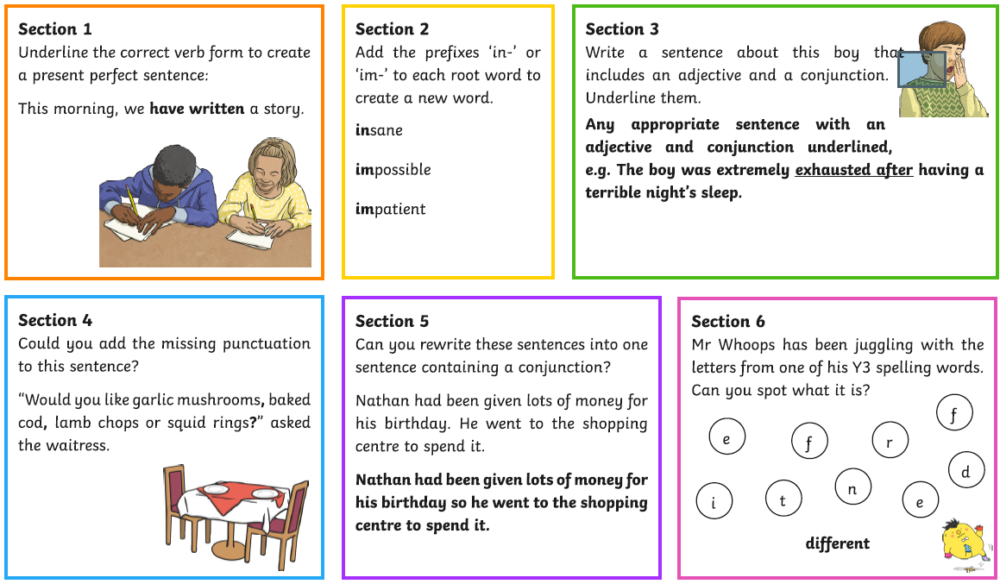 Section 1
Underline the correct verb form to create
a present perfect sentence:
This morning, we have written a story.
Section 2
Add the prefixes ‘in-’ or
‘im-’ to each root word to
create a new word.
insane
impossible
impatient
Section 3
Write a sentence about this boy that
includes an adjective and a conjunction.
Underline them.
Any appropriate sentence with an
adjective and conjunction underlined,
e.g. The boy was extremely exhausted after having a
terrible night’s sleep.
Section 4
Could you add the missing punctuation
to this sentence?
“Would you like garlic mushrooms, baked
cod, lamb chops or squid rings?” asked
the waitress.
Section 5
Can you rewrite these sentences into one
sentence containing a conjunction?
Nathan had been given lots of money for
his birthday. He went to the shopping
centre to spend it.
Nathan had been given lots of money for
his birthday so he went to the shopping
centre to spend it.
Section 6
Mr Whoops has been juggling with the
letters from one of his Y3 spelling words.
Can you spot what it is?
e f r f
i t n e d
different